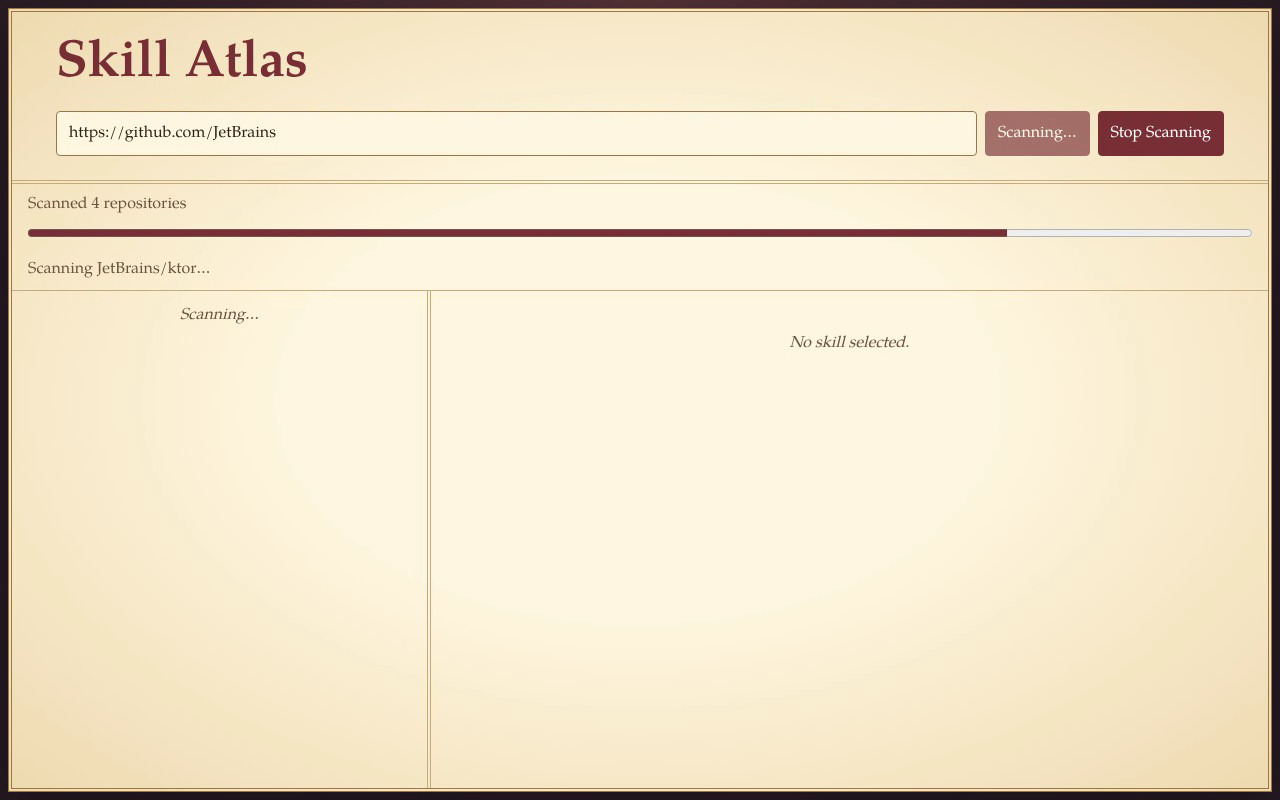 Skill Atlas
https://github.com/JetBrains
Scanning...
Stop Scanning
Scanned 4 repositories
Scanning JetBrains/ktor...
Scanning...
No skill selected.